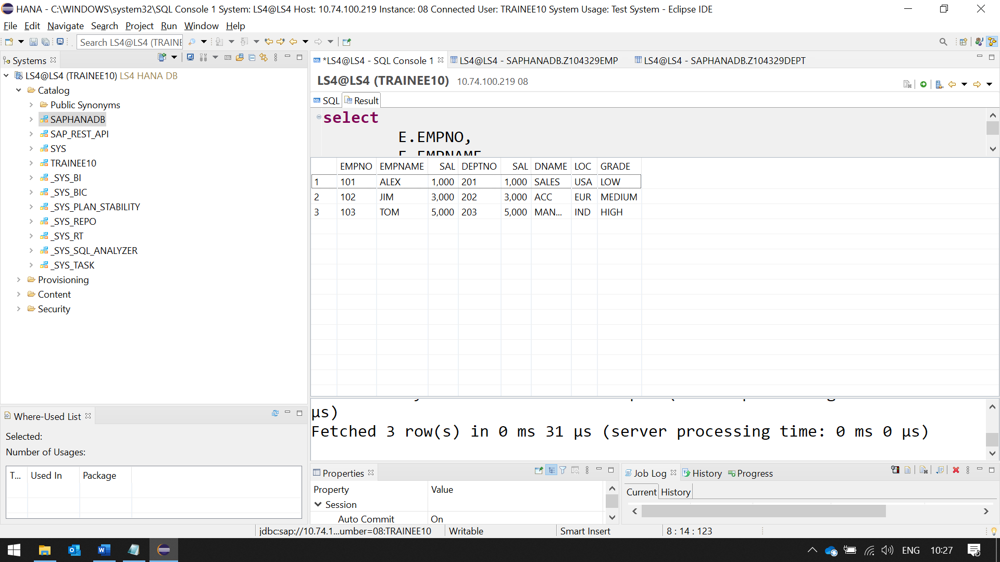 HANA - C:\WINDOWS\system32\SQL Console 1 System: LS4@LS4 Host: 10.74.100.219 Instance: 08 Connected User: TRAINEE10 System Usage: Test System - Eclipse IDE
File Edit Navigate Search Project Run Window Help
Search LS4@LS4 (TRAINE
Systems
LS4@LS4 (TRAINEE10) LS4 HANA DB
Catalog
Public Synonyms
SAPHANADB
SAP_REST_API
SYS
TRAINEE10
_SYS_BI
_SYS_BIC
_SYS_PLAN_STABILITY
_SYS_REPO
_SYS_RT
_SYS_SQL_ANALYZER
_SYS_TASK
Provisioning
Content
Security
*LS4@LS4 - SQL Console 1 LS4@LS4 - SAPHANADB.Z104329EMP LS4@LS4 - SAPHANADB.Z104329DEPT
LS4@LS4 (TRAINEE10) 10.74.100.219 08
SQL Result
select
E.EMPNO,
E.EMPNAME
EMPNO EMPNAME SAL DEPTNO SAL DNAME LOC GRADE
1 101 ALEX 1,000 201 1,000 SALES USA LOW
2 102 JIM 3,000 202 3,000 ACC EUR MEDIUM
3 103 TOM 5,000 203 5,000 MAN... IND HIGH
µs)
Fetched 3 row(s) in 0 ms 31 µs (server processing time: 0 ms 0 µs)
Where-Used List
Selected:
Number of Usages:
T... Used In Package
Properties
Property Value
Session
Auto Commit On
Job Log History Progress
Current History
jdbc:sap://10.74.1...umber=08:TRAINEE10 Writable Smart Insert 8 : 14 : 123
ENG 10:27